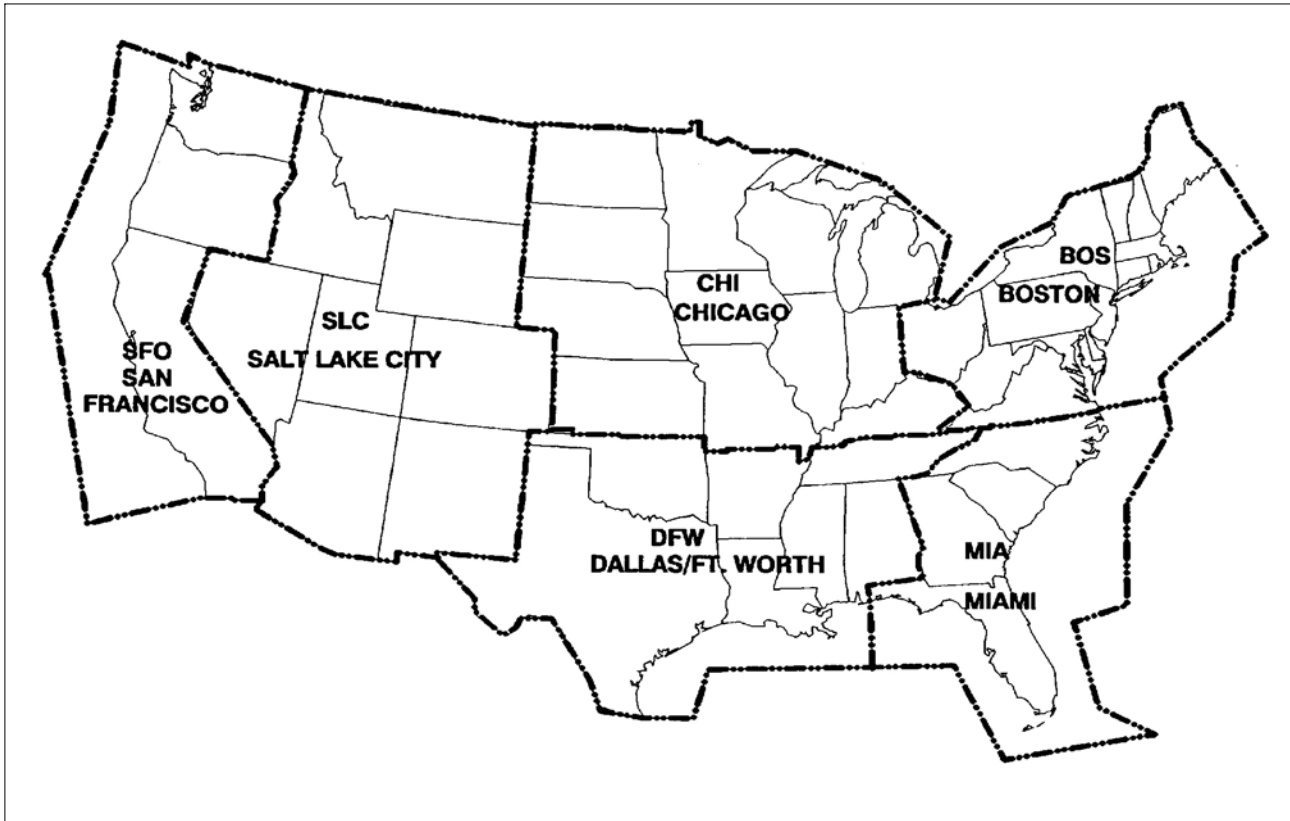 BOS
BOSTON
CHI
CHICAGO
SLC
SALT LAKE CITY
SFO
SAN
FRANCISCO
DFW
DALLAS/FT. WORTH
MIA
MIAMI